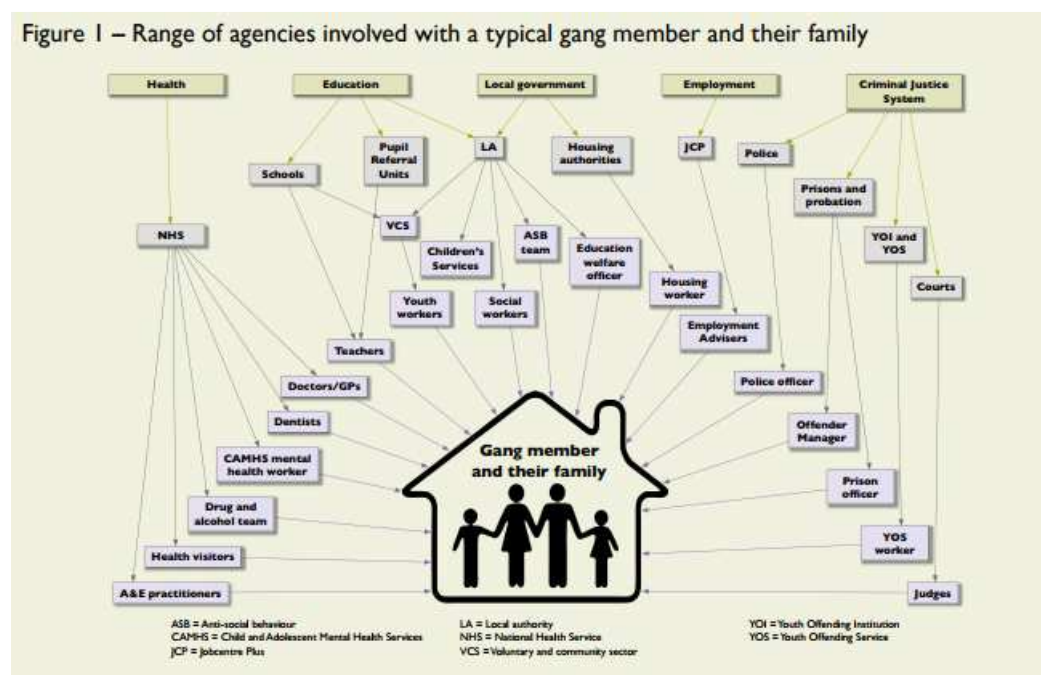 Figure 1 – Range of agencies involved with a typical gang member and their family
Health
Education
Local government
Employment
Criminal Justice
System
Pupil
Referral
Units
LA
Housing
authorities
JCP
Police
Schools
Prisons and
probation
VCS
NHS
Children's
Services
ASB
team
Education
welfare
officer
YOI and
YOS
Housing
worker
Courts
Youth
workers
Social
workers
Employment
Advisers
Teachers
Doctors/GPs
Police officer
Dentists
Offender
Manager
CAMHS mental
health worker
Gang member
and their family
Prison
officer
Drug and
alcohol team
YOS
worker
Health visitors
A&E practitioners
Judges
ASB = Anti-social behaviour
CAMHS = Child and Adolescent Mental Health Services
JCP = Jobcentre Plus
LA = Local authority
NHS = National Health Service
VCS = Voluntary and community sector
YOI = Youth Offending Institution
YOS = Youth Offending Service